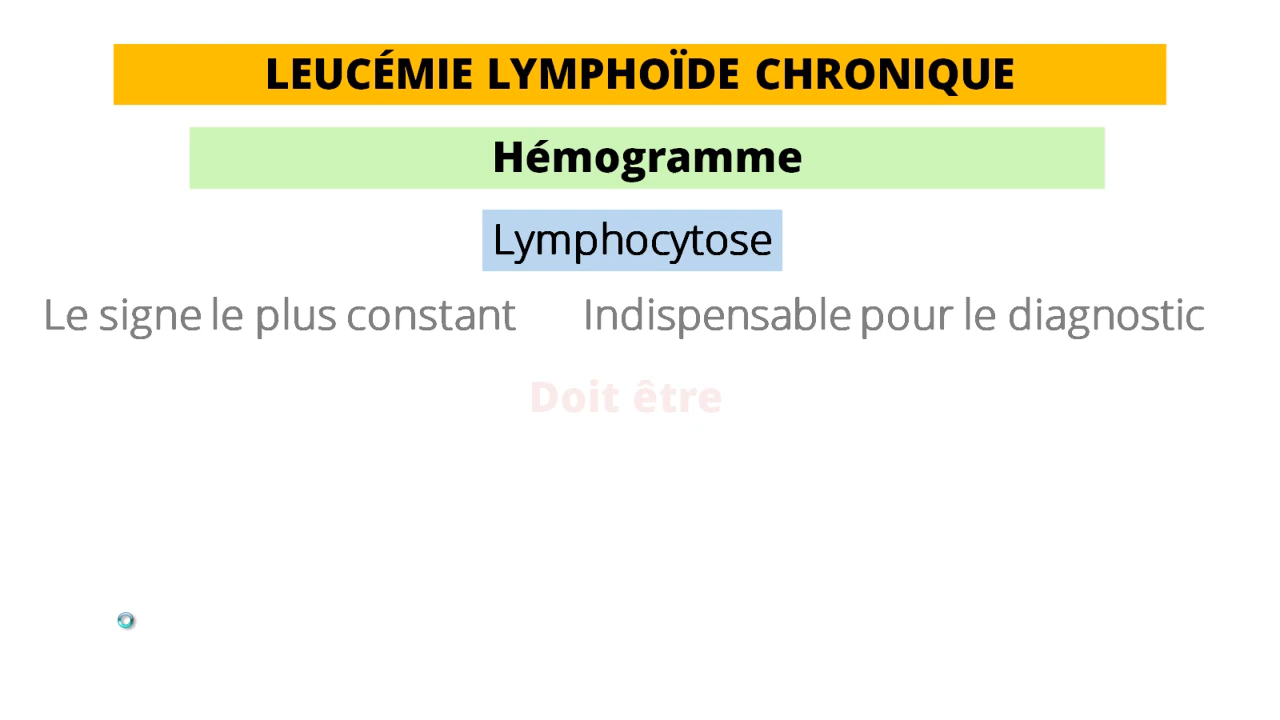 LEUCÉMIE LYMPHOÏDE CHRONIQUE
Hémogramme
Lymphocytose
Le signe le plus constant
Indispensable pour le diagnostic
Doit être